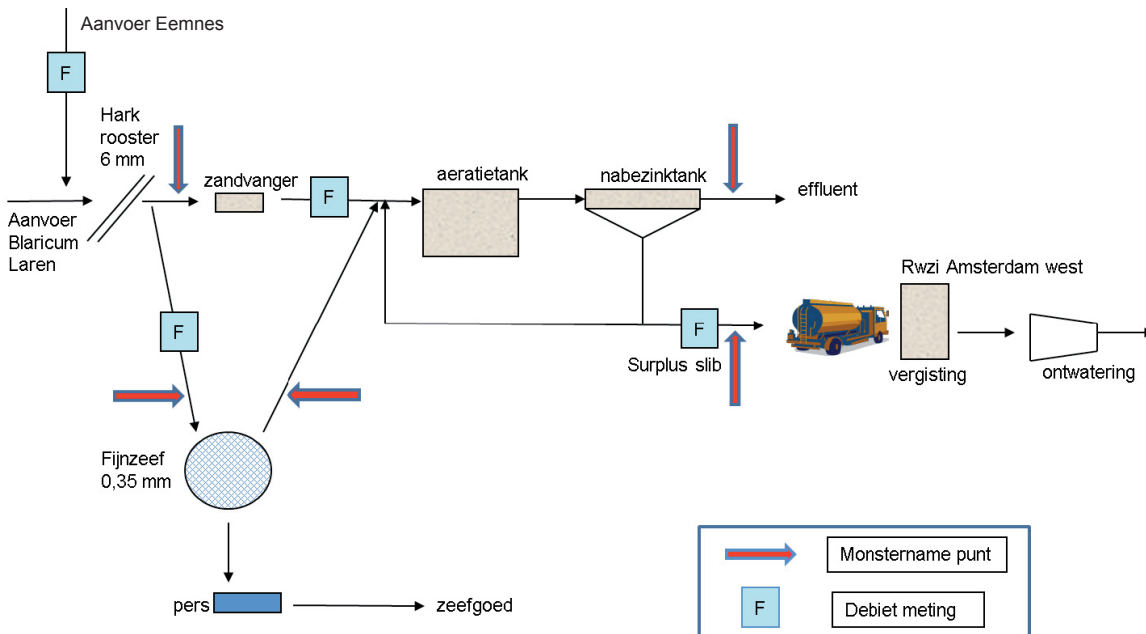 Aanvoer Eemnes
F
Hark
rooster
6 mm
zandvanger
F
aeratietank
nabezinktank
effluent
Aanvoer
Blaricum
Laren
Rwzi Amsterdam west
F
F
Surplus slib
vergisting
ontwatering
Fijnzeef
0,35 mm
Monstername punt
pers
zeefgoed
F
Debiet meting